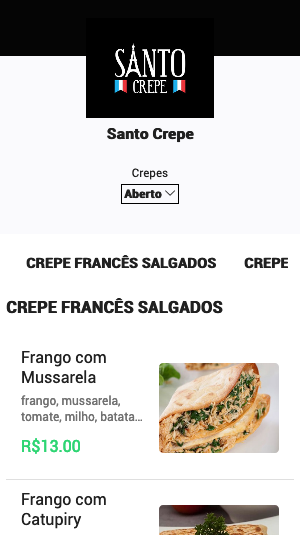 SANTO
CREPE
Santo Crepe
Crepes
Aberto
CREPE FRANCÊS SALGADOS
CREPE
CREPE FRANCÊS SALGADOS
Frango com
Mussarela
frango, mussarela,
tomate, milho, batata...
R$13.00
Frango com
Catupiry